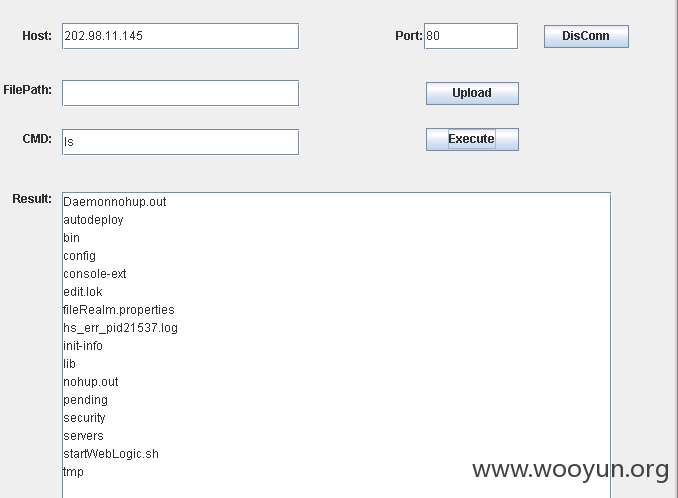 Host: 202.98.11.145 Port: 80 DisConn
FilePath: Upload
CMD: ls Execute
Result: Daemonnohup.out
autodeploy
bin
config
console-ext
edit.lok
fileRealm.properties
hs_err_pid21537.log
init-info
lib
nohup.out
pending
security
servers
startWebLogic.sh
tmp
www.wooyun.org